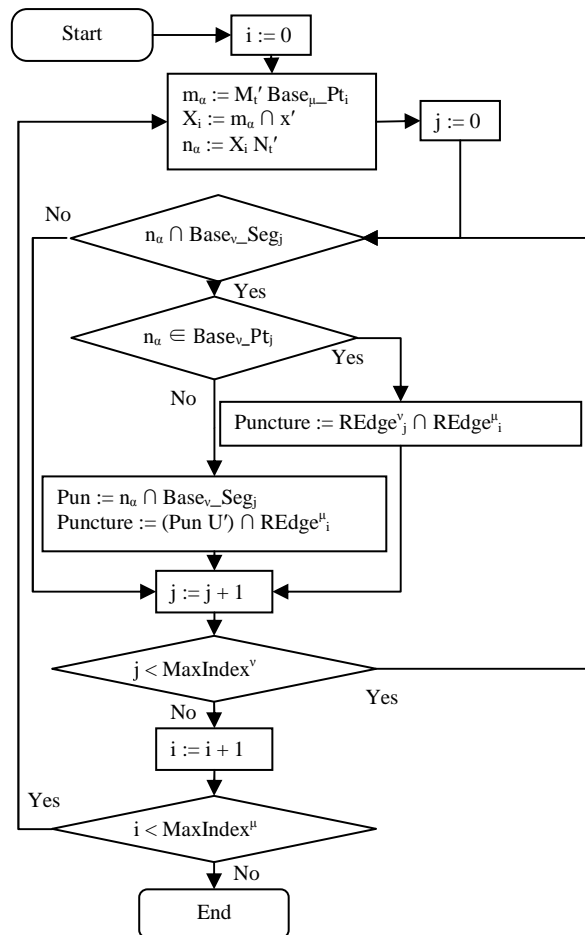 Start
i := 0
mα := Mt′ Baseμ_Pti
Xi := mα ∩ x′
nα := Xi Nt′
j := 0
No
nα ∩ Baseν_Segj
Yes
nα ∈ Baseν_Ptj
Yes
No
Puncture := REdgeνj ∩ REdgeμi
Pun := nα ∩ Baseν_Segj
Puncture := (Pun U′) ∩ REdgeμi
j := j + 1
j < MaxIndexν
Yes
No
i := i + 1
Yes
i < MaxIndexμ
No
End